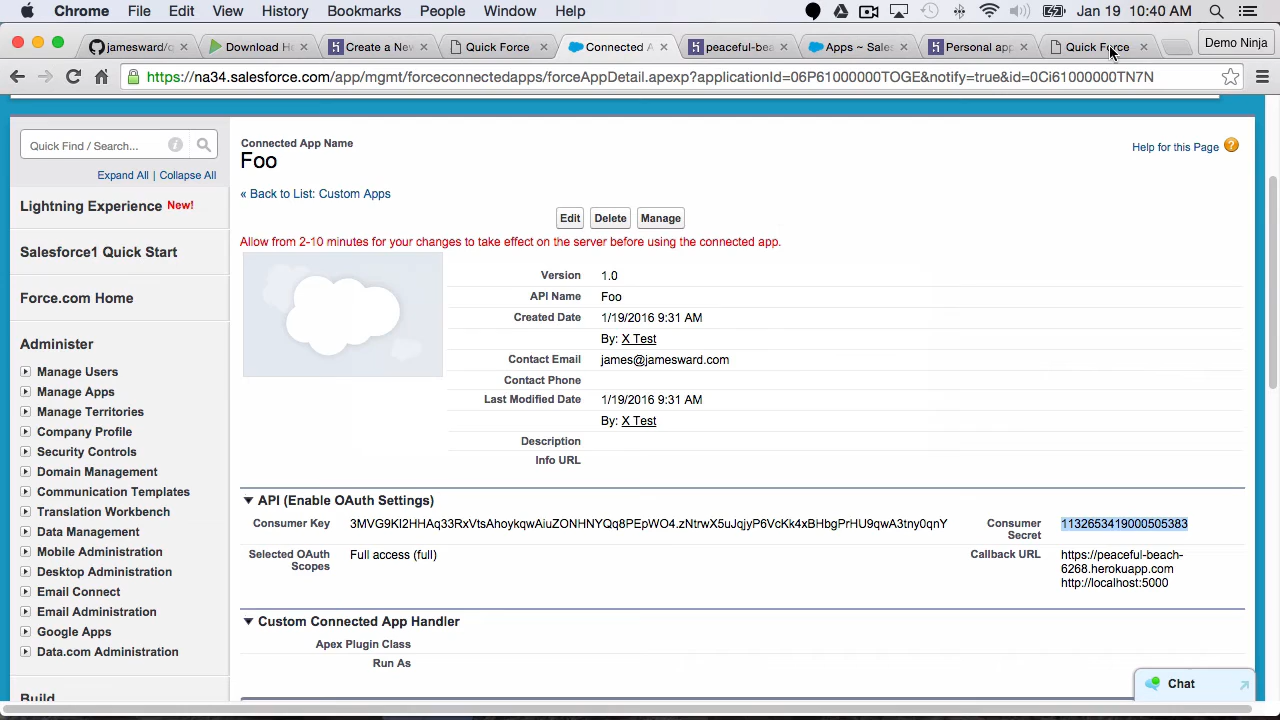 Chrome File Edit View History Bookmarks People Window Help Jan 19 10:40 AM
jamesward/q Download H Create a Nev Quick Force Connected A peaceful-bea Apps ~ Sales Personal app Quick Force Demo Ninja
https://na34.salesforce.com/app/mgmt/forceconnectedapps/forceAppDetail.apexp?applicationId=06P61000000TOGE&notify=true&id=0Ci61000000TN7N
Quick Find / Search...
Expand All | Collapse All
Lightning Experience New!
Salesforce1 Quick Start
Force.com Home
Administer
Manage Users
Manage Apps
Manage Territories
Company Profile
Security Controls
Domain Management
Communication Templates
Translation Workbench
Data Management
Mobile Administration
Desktop Administration
Email Connect
Email Administration
Google Apps
Data.com Administration
Build
Connected App Name
Foo
Help for this Page
« Back to List: Custom Apps
Edit Delete Manage
Allow from 2-10 minutes for your changes to take effect on the server before using the connected app.
Version 1.0
API Name Foo
Created Date 1/19/2016 9:31 AM
By: X Test
Contact Email james@jamesward.com
Contact Phone
Last Modified Date 1/19/2016 9:31 AM
By: X Test
Description
Info URL
API (Enable OAuth Settings)
Consumer Key 3MVG9KI2HHAq33RxVtsAhoykqwAiuZONHNYQq8PEpWO4.zNtrwX5uJqjyP6VcKk4xBHbgPrHU9qwA3tny0qnY Consumer Secret 1132653419000505383
Selected OAuth Scopes Full access (full) Callback URL https://peaceful-beach-
6268.herokuapp.com
http://localhost:5000
Custom Connected App Handler
Apex Plugin Class
Run As
Chat